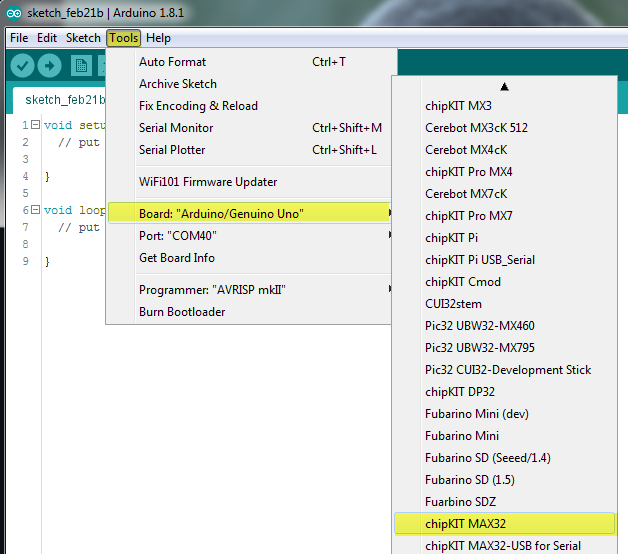 sketch_feb21b | Arduino 1.8.1
File Edit Sketch Tools Help
sketch_feb21b
1 void setu
2 // put
3
4 }
5
6 void loop
7 // put
8
9 }
Auto Format Ctrl+T
Archive Sketch
Fix Encoding & Reload
Serial Monitor Ctrl+Shift+M
Serial Plotter Ctrl+Shift+L
WiFi101 Firmware Updater
Board: "Arduino/Genuino Uno"
Port: "COM40"
Get Board Info
Programmer: "AVRISP mkII"
Burn Bootloader
chipKIT MX3
Cerebot MX3cK 512
Cerebot MX4cK
chipKIT Pro MX4
Cerebot MX7cK
chipKIT Pro MX7
chipKIT Pi
chipKIT Pi USB_Serial
chipKIT Cmod
CUI32stem
Pic32 UBW32-MX460
Pic32 UBW32-MX795
Pic32 CUI32-Development Stick
chipKIT DP32
Fubarino Mini (dev)
Fubarino Mini
Fubarino SD (Seeed/1.4)
Fubarino SD (1.5)
Fuarbino SDZ
chipKIT MAX32
chipKIT MAX32-USB for Serial